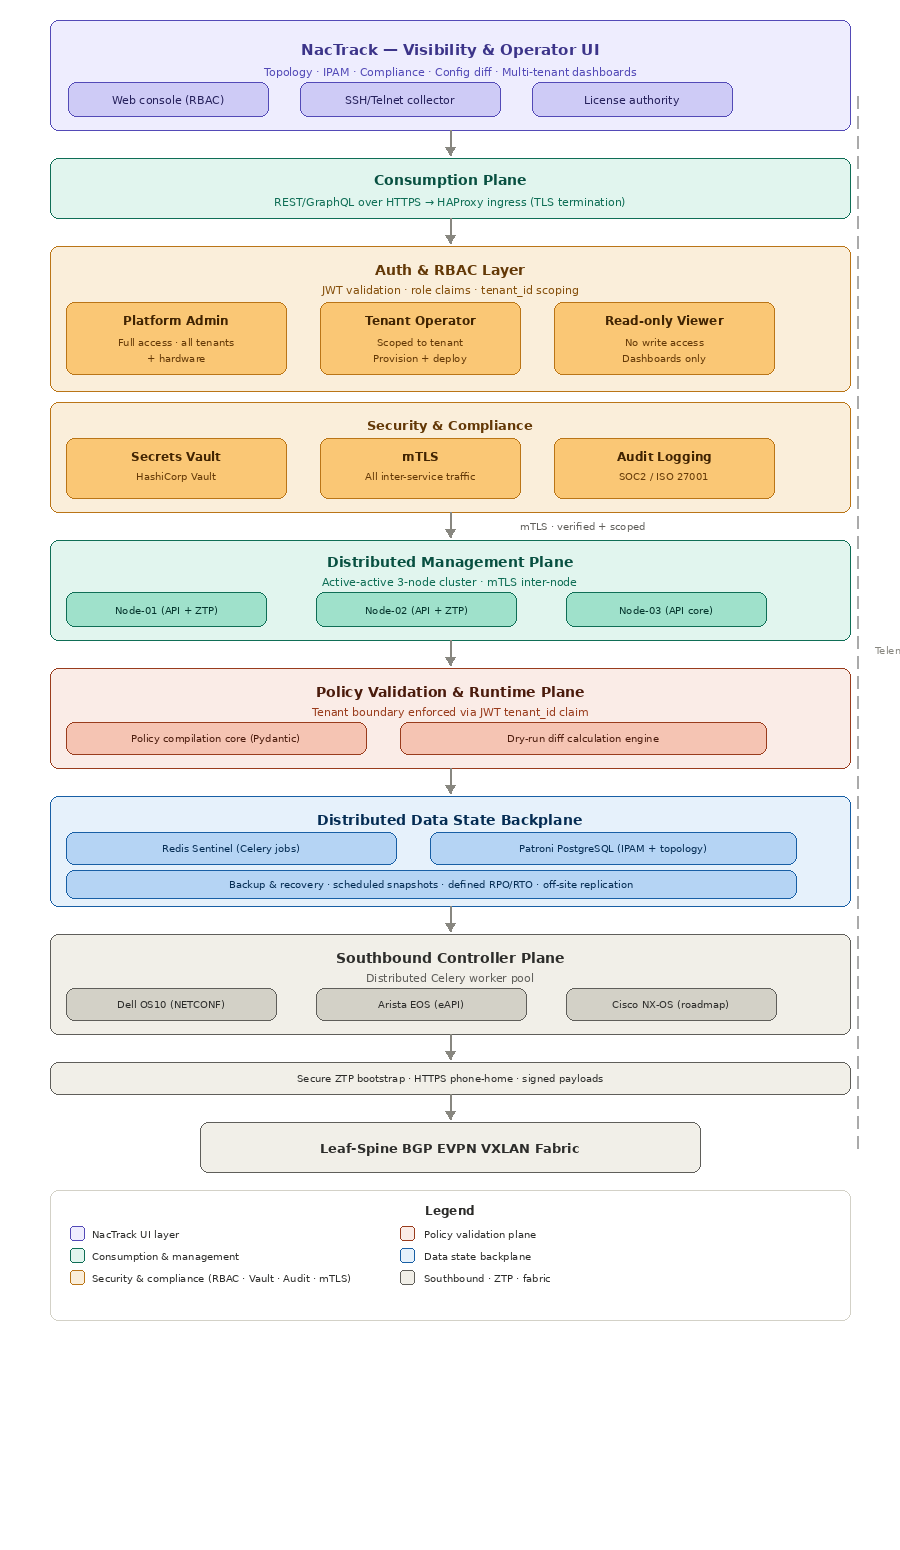 NacTrack — Visibility & Operator UI
Topology · IPAM · Compliance · Config diff · Multi-tenant dashboards
Web console (RBAC)
SSH/Telnet collector
License authority
Consumption Plane
REST/GraphQL over HTTPS → HAProxy ingress (TLS termination)
Auth & RBAC Layer
JWT validation · role claims · tenant_id scoping
Platform Admin
Full access · all tenants
+ hardware
Tenant Operator
Scoped to tenant
Provision + deploy
Read-only Viewer
No write access
Dashboards only
Security & Compliance
Secrets Vault
HashiCorp Vault
mTLS
All inter-service traffic
Audit Logging
SOC2 / ISO 27001
mTLS · verified + scoped
Distributed Management Plane
Active-active 3-node cluster · mTLS inter-node
Node-01 (API + ZTP)
Node-02 (API + ZTP)
Node-03 (API core)
Telen
Policy Validation & Runtime Plane
Tenant boundary enforced via JWT tenant_id claim
Policy compilation core (Pydantic)
Dry-run diff calculation engine
Distributed Data State Backplane
Redis Sentinel (Celery jobs)
Patroni PostgreSQL (IPAM + topology)
Backup & recovery · scheduled snapshots · defined RPO/RTO · off-site replication
Southbound Controller Plane
Distributed Celery worker pool
Dell OS10 (NETCONF)
Arista EOS (eAPI)
Cisco NX-OS (roadmap)
Secure ZTP bootstrap · HTTPS phone-home · signed payloads
Leaf-Spine BGP EVPN VXLAN Fabric
Legend
NacTrack UI layer
Consumption & management
Security & compliance (RBAC · Vault · Audit · mTLS)
Policy validation plane
Data state backplane
Southbound · ZTP · fabric